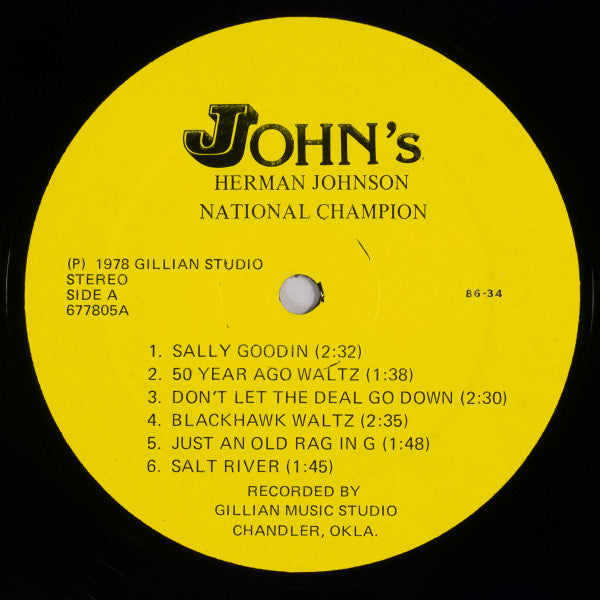 JOHN's
HERMAN JOHNSON
NATIONAL CHAMPION
(P) 1978 GILLIAN STUDIO
STEREO
SIDE A
677805A
86-34
1. SALLY GOODIN (2:32)
2. 50 YEAR AGO WALTZ (1:38)
3. DON'T LET THE DEAL GO DOWN (2:30)
4. BLACKHAWK WALTZ (2:35)
5. JUST AN OLD RAG IN G (1:48)
6. SALT RIVER (1:45)
RECORDED BY
GILLIAN MUSIC STUDIO
CHANDLER, OKLA.